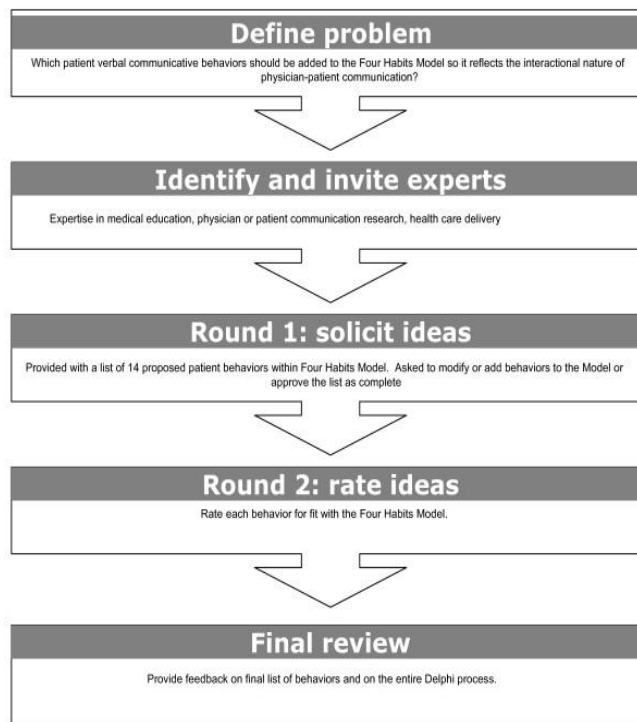 Define problem
Which patient verbal communicative behaviors should be added to the Four Habits Model so it reflects the interactional nature of
physician-patient communication?
Identify and invite experts
Expertise in medical education, physician or patient communication research, health care delivery
Round 1: solicit ideas
Provided with a list of 14 proposed patient behaviors within Four Habits Model.  Asked to modify or add behaviors to the Model or
approve the list as complete
Round 2: rate ideas
Rate each behavior for fit with the Four Habits Model.
Final review
Provide feedback on final list of behaviors and on the entire Delphi process.